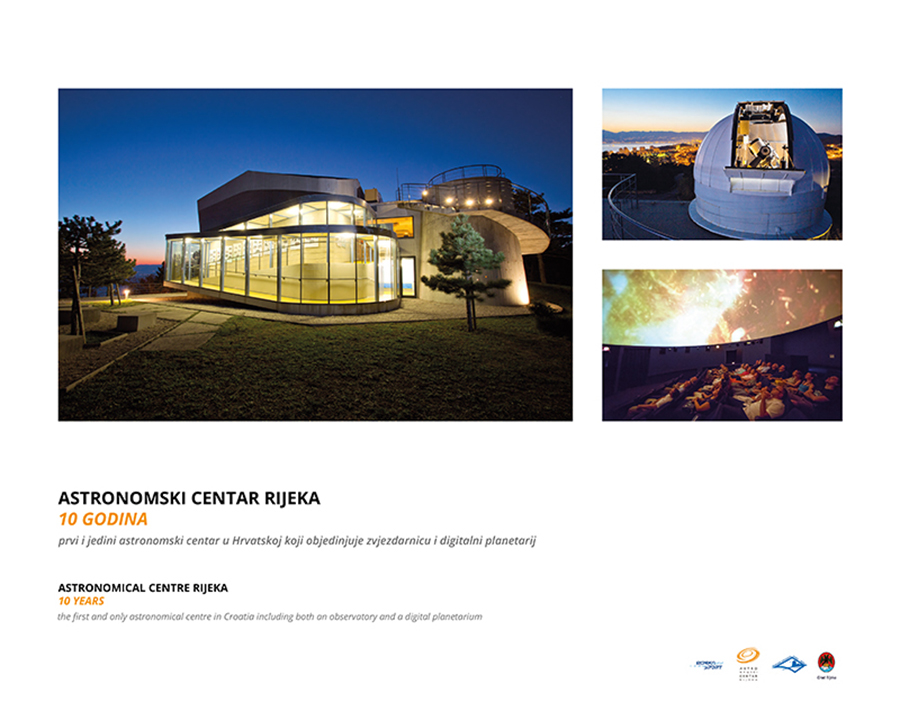 ASTRONOMSKI CENTAR RIJEKA
10 GODINA
prvi i jedini astronomski centar u Hrvatskoj koji objedinjuje zvjezdarnicu i digitalni planetarij
ASTRONOMICAL CENTRE RIJEKA
10 YEARS
the first and only astronomical centre in Croatia including both an observatory and a digital planetarium